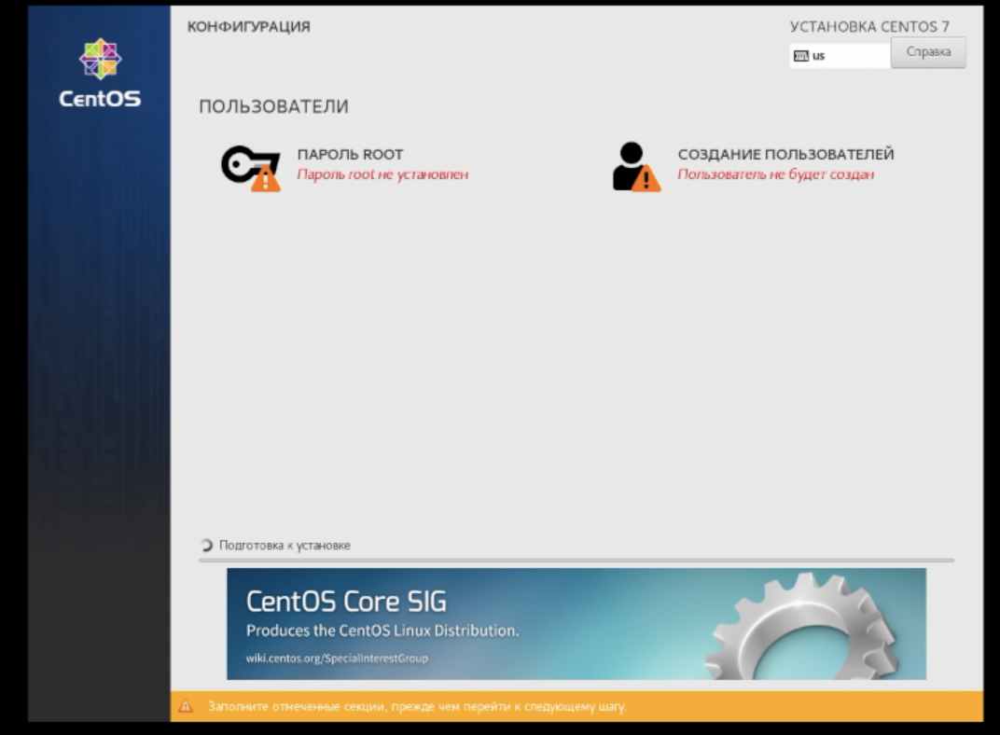 КОНФИГУРАЦИЯ
УСТАНОВКА CENTOS 7
us
Справка
CentOS
ПОЛЬЗОВАТЕЛИ
ПАРОЛЬ ROOT
Пароль root не установлен
СОЗДАНИЕ ПОЛЬЗОВАТЕЛЕЙ
Пользователь не будет создан
Подготовка к установке
CentOS Core SIG
Produces the CentOS Linux Distribution.
wiki.centos.org/SpecialInterestGroup
Заполните отмеченные секции, прежде чем перейти к следующему шагу.